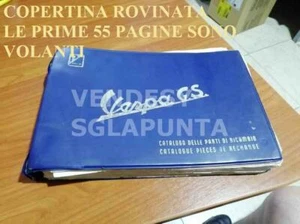 COPERTINA ROVINATA
LE PRIME 55 PAGINE SONO
VOLANTI
VENDESGA
SGLAPUNTA
Vespa GS
CATALOGO DELLE PARTI DI RICAMBIO
CATALOGUE PIECES DE RECHANGE